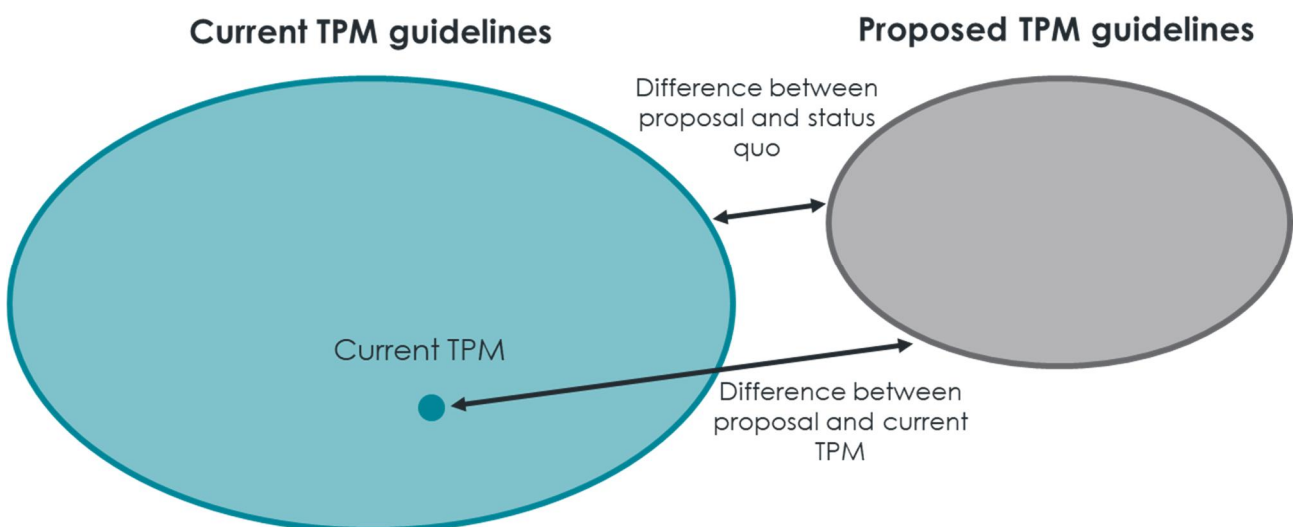 Current TPM guidelines
Proposed TPM guidelines
Difference between
proposal and status
quo
Current TPM
Difference between
proposal and current
TPM